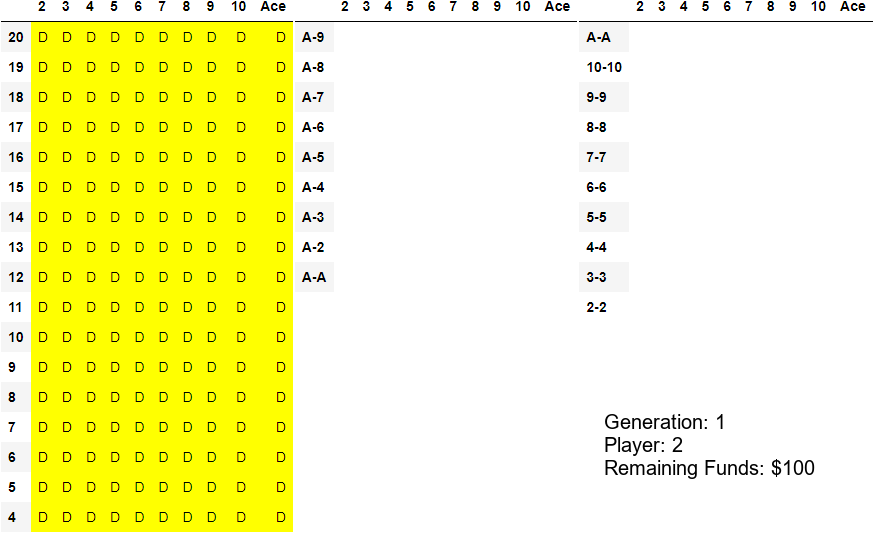 2 3 4 5 6 7 8 9 10 Ace 2 3 4 5 6 7 8 9 10 Ace 2 3 4 5 6 7 8 9 10 Ace
20 D D D D D D D D D D A-9 A-A
19 D D D D D D D D D D A-8 10-10
18 D D D D D D D D D D A-7 9-9
17 D D D D D D D D D D A-6 8-8
16 D D D D D D D D D D A-5 7-7
15 D D D D D D D D D D A-4 6-6
14 D D D D D D D D D D A-3 5-5
13 D D D D D D D D D D A-2 4-4
12 D D D D D D D D D D A-A 3-3
11 D D D D D D D D D D 2-2
10 D D D D D D D D D D
9 D D D D D D D D D D
8 D D D D D D D D D D
7 D D D D D D D D D D
6 D D D D D D D D D D
5 D D D D D D D D D D
4 D D D D D D D D D D
Generation: 1
Player: 2
Remaining Funds: $100